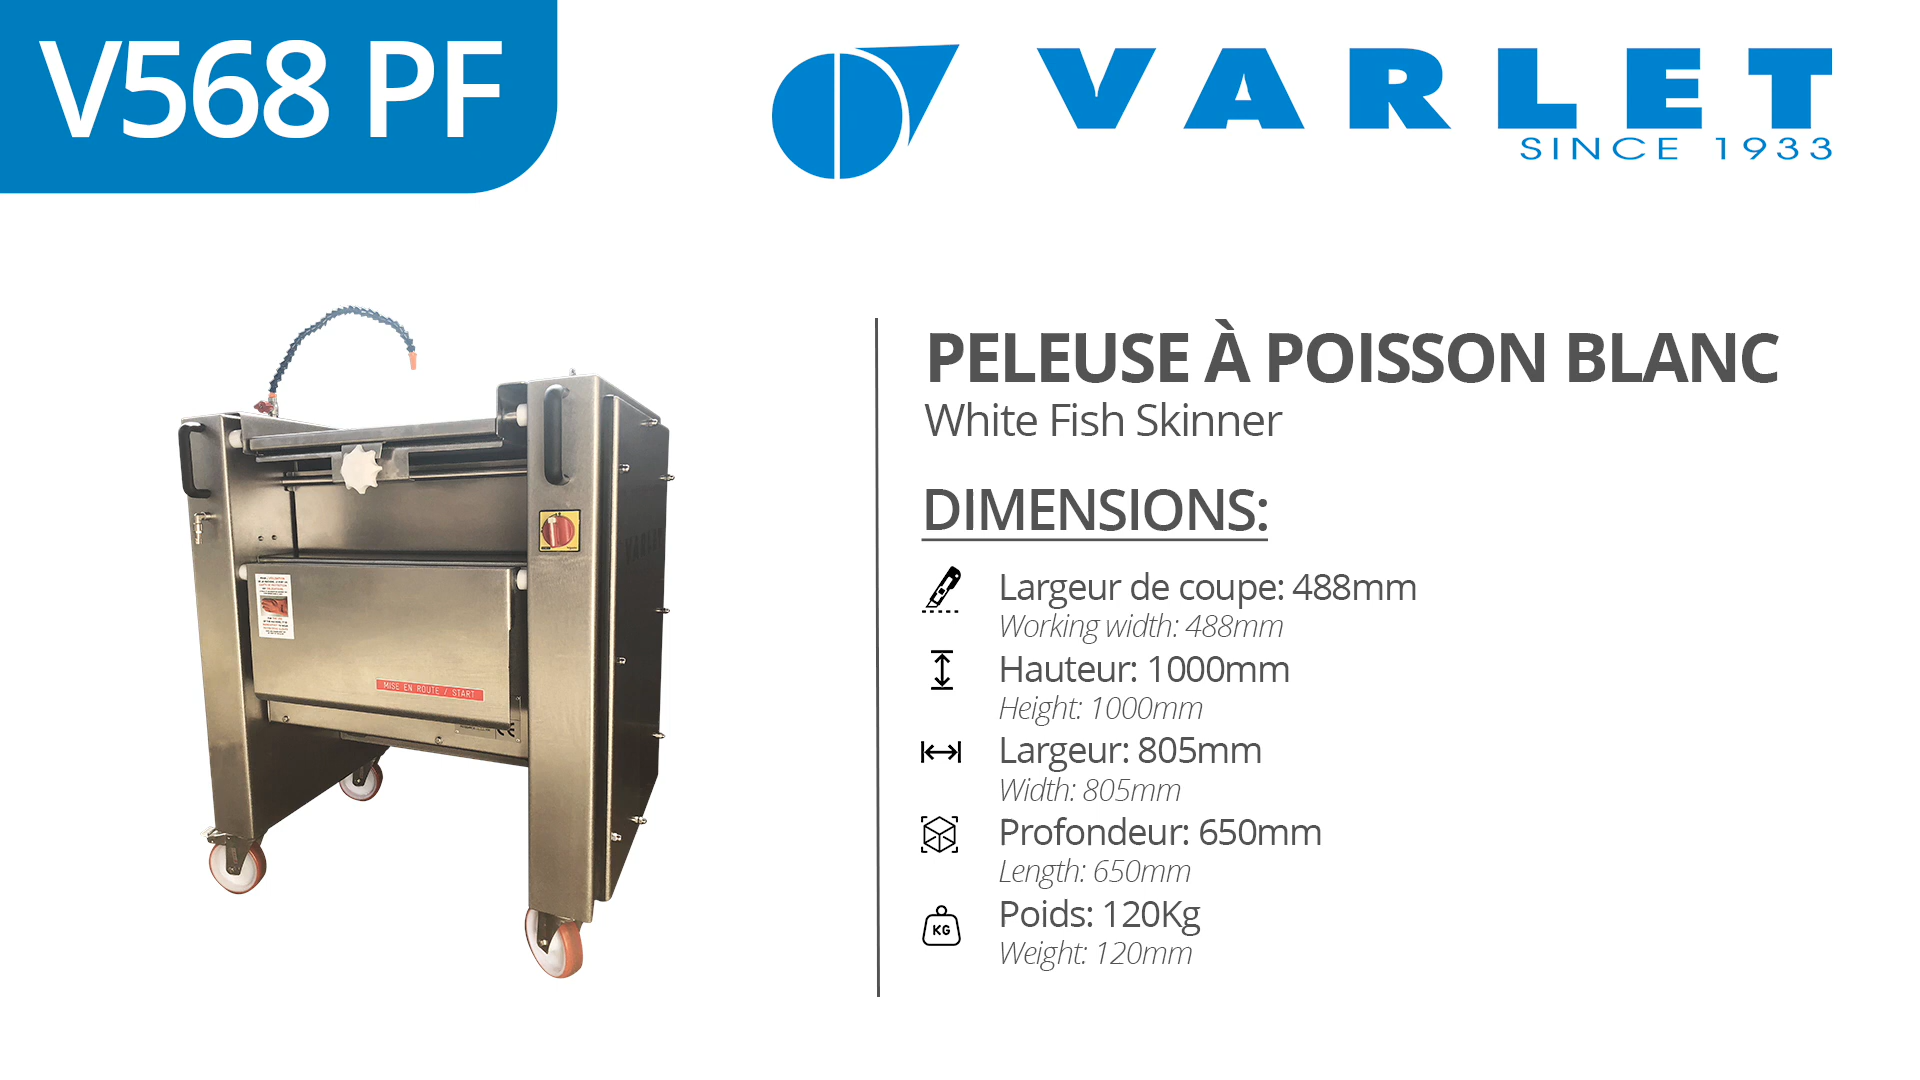 V568 PF
VARLET
SINCE 1933
PELEUSE À POISSON BLANC
White Fish Skinner
DIMENSIONS:
Largeur de coupe: 488mm
Working width: 488mm
Hauteur: 1000mm
Height: 1000mm
Largeur: 805mm
Width: 805mm
Profondeur: 650mm
Length: 650mm
KG
Poids: 120Kg
Weight: 120mm
MISE EN ROUTE / START
CE